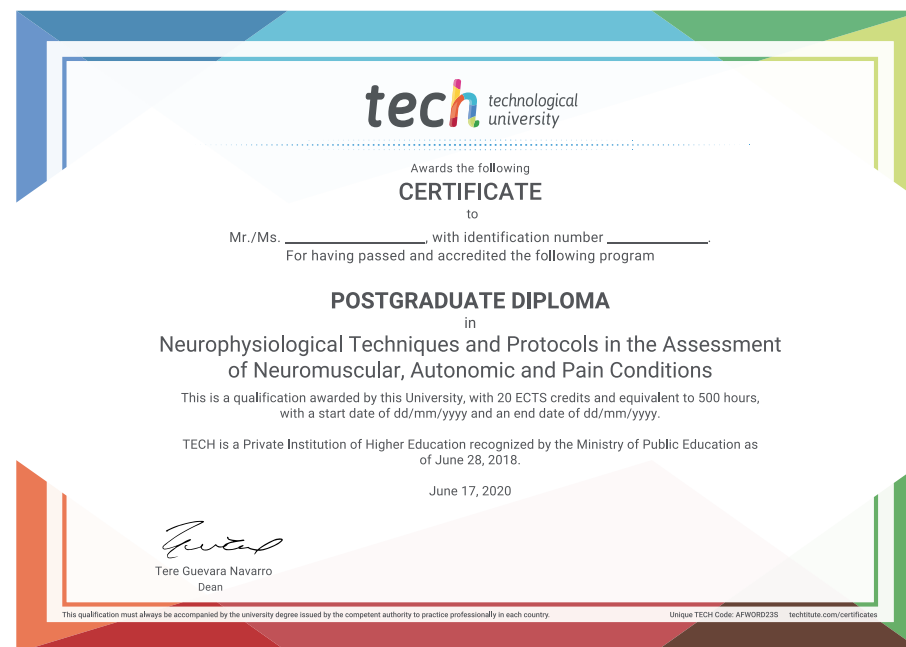 tech technological
university
Awards the following
CERTIFICATE
to
Mr./Ms. ____________________, with identification number ______________.
For having passed and accredited the following program
POSTGRADUATE DIPLOMA
in
Neurophysiological Techniques and Protocols in the Assessment
of Neuromuscular, Autonomic and Pain Conditions
This is a qualification awarded by this University, with 20 ECTS credits and equivalent to 500 hours,
with a start date of dd/mm/yyyy and an end date of dd/mm/yyyy.
TECH is a Private Institution of Higher Education recognized by the Ministry of Public Education as
of June 28, 2018.
June 17, 2020
Tere Guevara Navarro
Dean
This qualification must always be accompanied by the university degree issued by the competent authority to practice professionally in each country.
Unique TECH Code: AFWORD23S techtitute.com/certificates